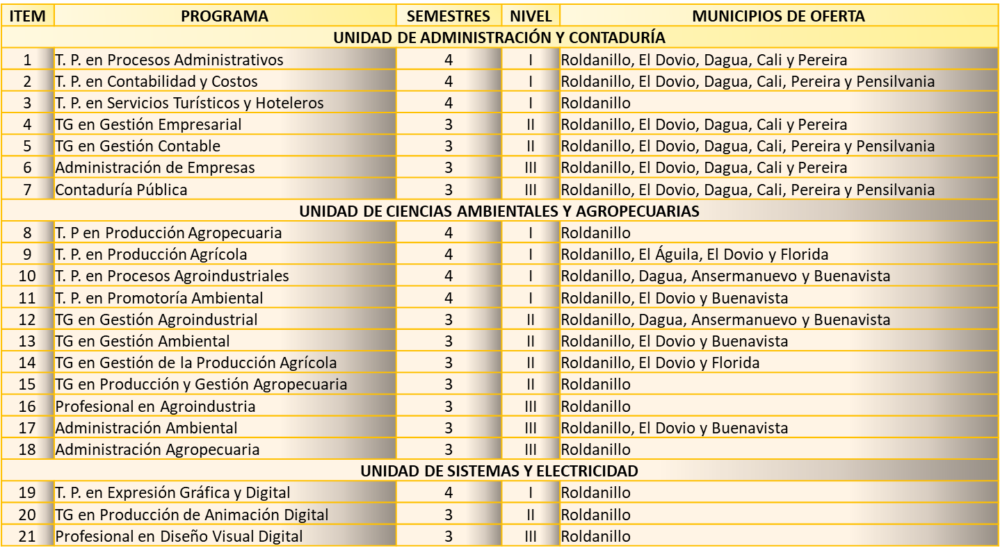 ITEM PROGRAMA SEMESTRES NIVEL MUNICIPIOS DE OFERTA
UNIDAD DE ADMINISTRACIÓN Y CONTADURÍA
1 T. P. en Procesos Administrativos 4 I Roldanillo, El Dovio, Dagua, Cali y Pereira
2 T. P. en Contabilidad y Costos 4 I Roldanillo, El Dovio, Dagua, Cali, Pereira y Pensilvania
3 T. P. en Servicios Turísticos y Hoteleros 4 I Roldanillo
4 TG en Gestión Empresarial 3 II Roldanillo, El Dovio, Dagua, Cali y Pereira
5 TG en Gestión Contable 3 II Roldanillo, El Dovio, Dagua, Cali, Pereira y Pensilvania
6 Administración de Empresas 3 III Roldanillo, El Dovio, Dagua, Cali y Pereira
7 Contaduría Pública 3 III Roldanillo, El Dovio, Dagua, Cali, Pereira y Pensilvania
UNIDAD DE CIENCIAS AMBIENTALES Y AGROPECUARIAS
8 T. P en Producción Agropecuaria 4 I Roldanillo
9 T. P. en Producción Agrícola 4 I Roldanillo, El Águila, El Dovio y Florida
10 T. P. en Procesos Agroindustriales 4 I Roldanillo, Dagua, Ansermanuevo y Buenavista
11 T. P. en Promotoría Ambiental 4 I Roldanillo, El Dovio y Buenavista
12 TG en Gestión Agroindustrial 3 II Roldanillo, Dagua, Ansermanuevo y Buenavista
13 TG en Gestión Ambiental 3 II Roldanillo, El Dovio y Buenavista
14 TG en Gestión de la Producción Agrícola 3 II Roldanillo, El Dovio y Florida
15 TG en Producción y Gestión Agropecuaria 3 II Roldanillo
16 Profesional en Agroindustria 3 III Roldanillo
17 Administración Ambiental 3 III Roldanillo, El Dovio y Buenavista
18 Administración Agropecuaria 3 III Roldanillo
UNIDAD DE SISTEMAS Y ELECTRICIDAD
19 T. P. en Expresión Gráfica y Digital 4 I Roldanillo
20 TG en Producción de Animación Digital 3 II Roldanillo
21 Profesional en Diseño Visual Digital 3 III Roldanillo